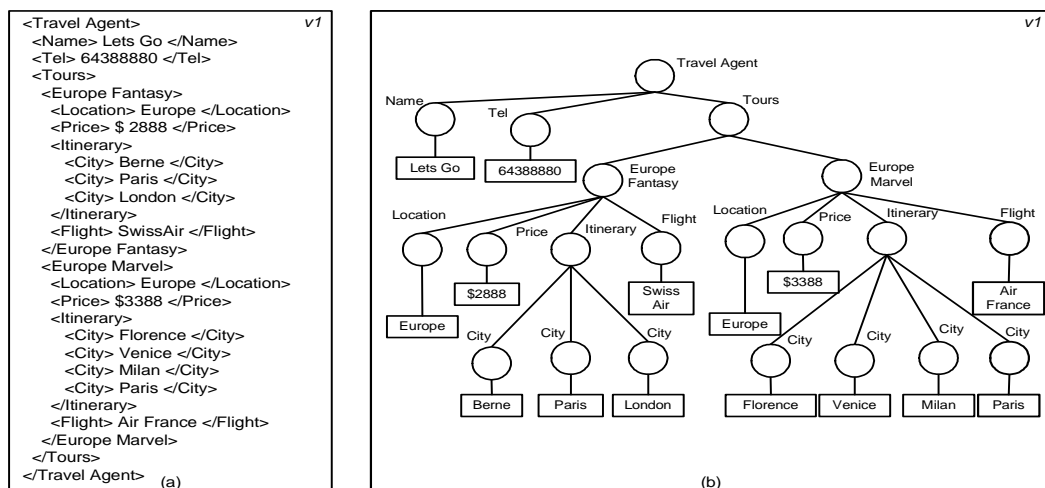 v1
<Travel Agent>
<Name> Lets Go </Name>
<Tel> 64388880 </Tel>
<Tours>
<Europe Fantasy>
<Location> Europe </Location>
<Price> $ 2888 </Price>
<Itinerary>
<City> Berne </City>
<City> Paris </City>
<City> London </City>
</Itinerary>
<Flight> SwissAir </Flight>
</Europe Fantasy>
<Europe Marvel>
<Location> Europe </Location>
<Price> $3388 </Price>
<Itinerary>
<City> Florence </City>
<City> Venice </City>
<City> Milan </City>
<City> Paris </City>
</Itinerary>
<Flight> Air France </Flight>
</Europe Marvel>
</Tours>
</Travel Agent>
(a)
v1
Travel Agent
Name
Tel
Tours
Lets Go
64388880
Europe
Fantasy
Europe
Marvel
Location
Price
Itinerary
Flight
Location
Price
Itinerary
Flight
$2888
Swiss
Air
$3388
Air
France
Europe
Europe
City
City
City
City
City
City
City
Berne
Paris
London
Florence
Venice
Milan
Paris
(b)